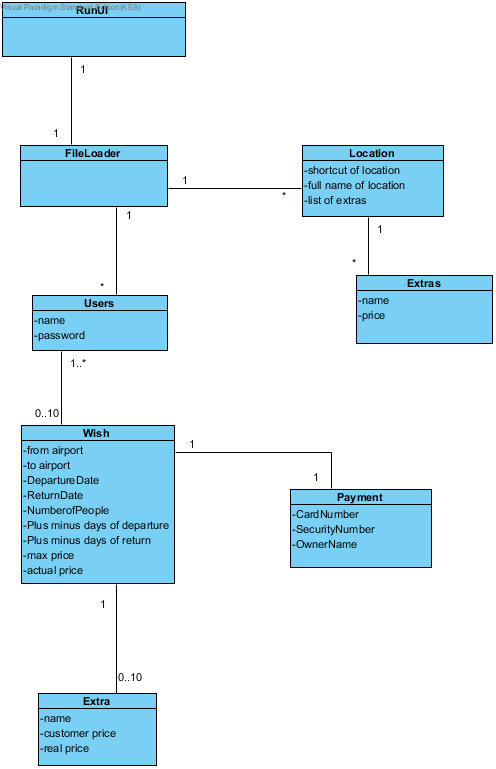 Visual Paradigm Standard Edition(KEA)
RunUI
1
1
FileLoader
1
*
Location
-shortcut of location
-full name of location
-list of extras
1
*
1
*
Extras
-name
-price
Users
-name
-password
1..*
0..10
Wish
-from airport
-to airport
-DepartureDate
-ReturnDate
-NumberofPeople
-Plus minus days of departure
-Plus minus days of return
-max price
-actual price
1
1
Payment
-CardNumber
-SecurityNumber
-OwnerName
1
0..10
Extra
-name
-customer price
-real price